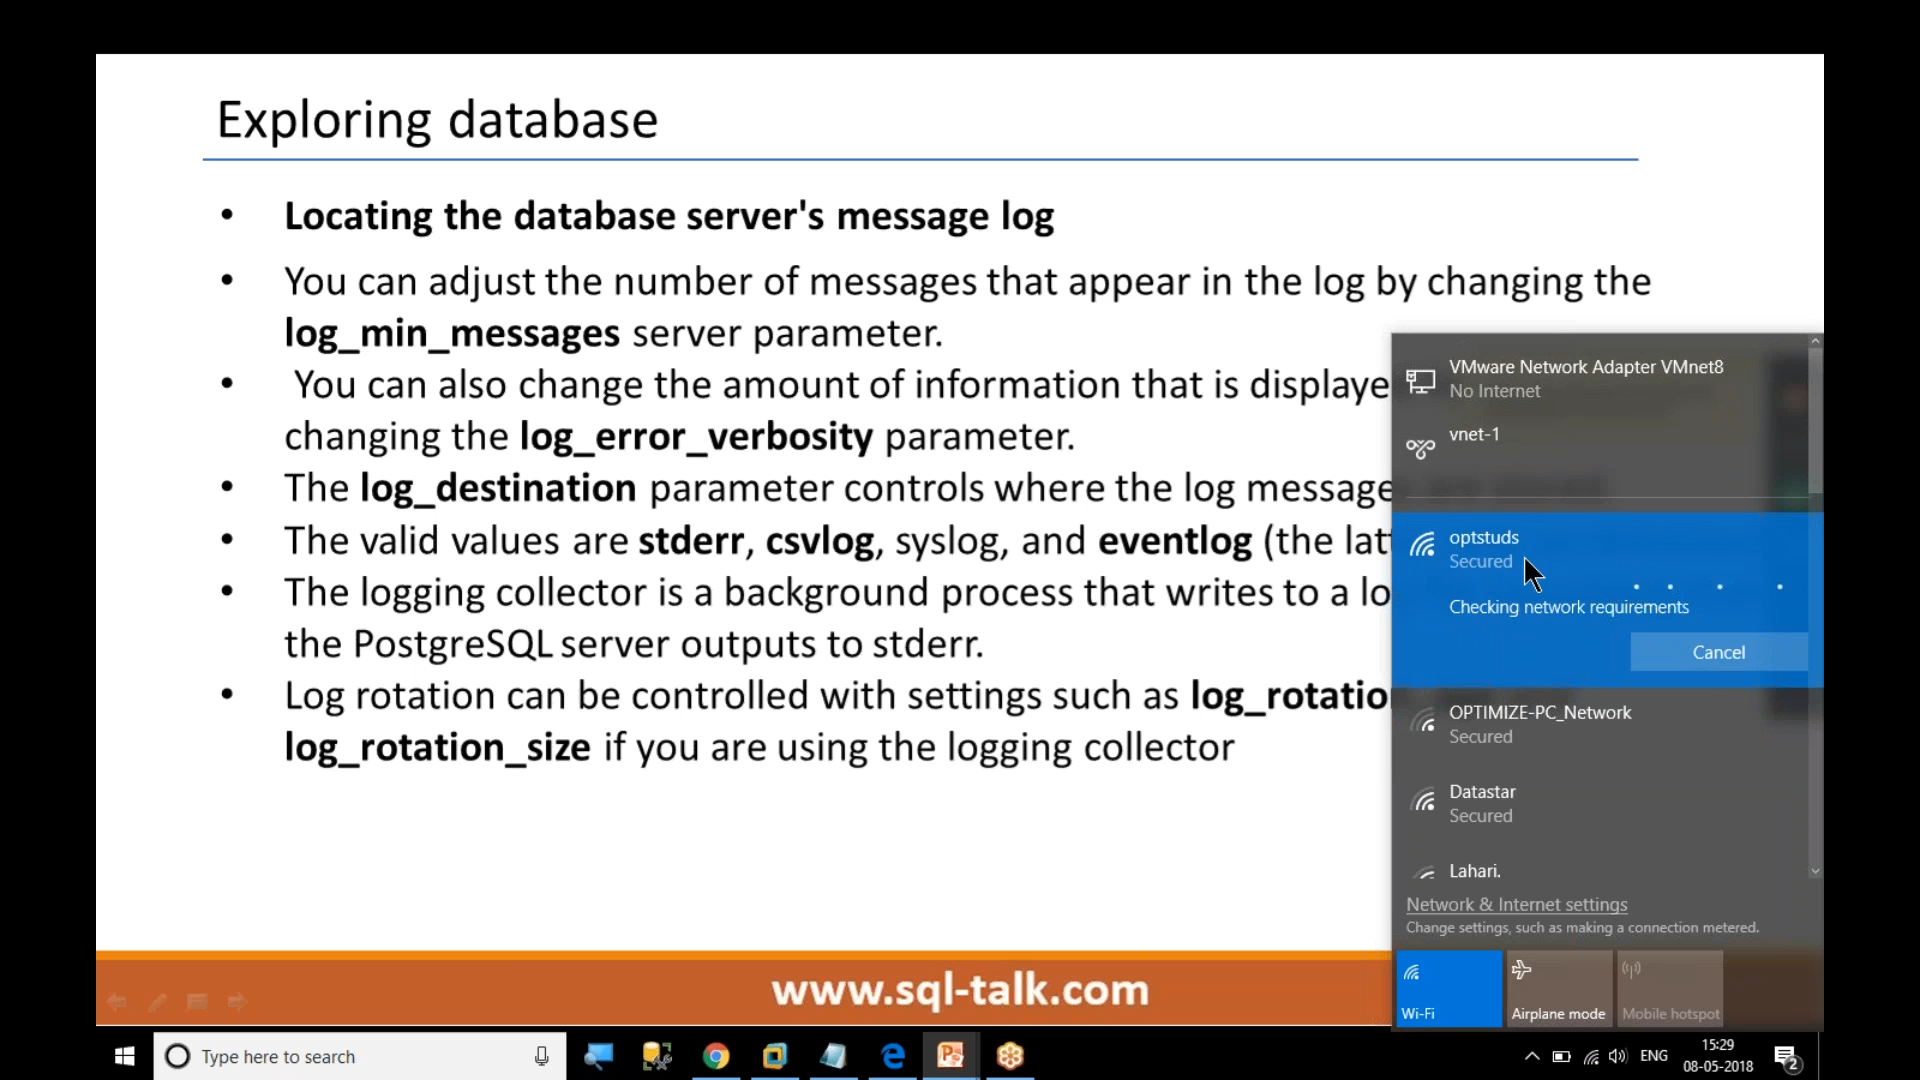 Exploring database
• Locating the database server's message log
• You can adjust the number of messages that appear in the log by changing the
log_min_messages server parameter.
• You can also change the amount of information that is displaye
changing the log_error_verbosity parameter.
• The log_destination parameter controls where the log message
• The valid values are stderr, csvlog, syslog, and eventlog (the lat
• The logging collector is a background process that writes to a lo
the PostgreSQL server outputs to stderr.
• Log rotation can be controlled with settings such as log_rotation
log_rotation_size if you are using the logging collector
VMware Network Adapter VMnet8
No Internet
vnet-1
optstuds
Secured
Checking network requirements
Cancel
OPTIMIZE-PC_Network
Secured
Datastar
Secured
Lahari.
Network & Internet settings
Change settings, such as making a connection metered.
Wi-Fi
Airplane mode
Mobile hotspot
www.sql-talk.com
Type here to search
ENG
15:29
08-05-2018
2